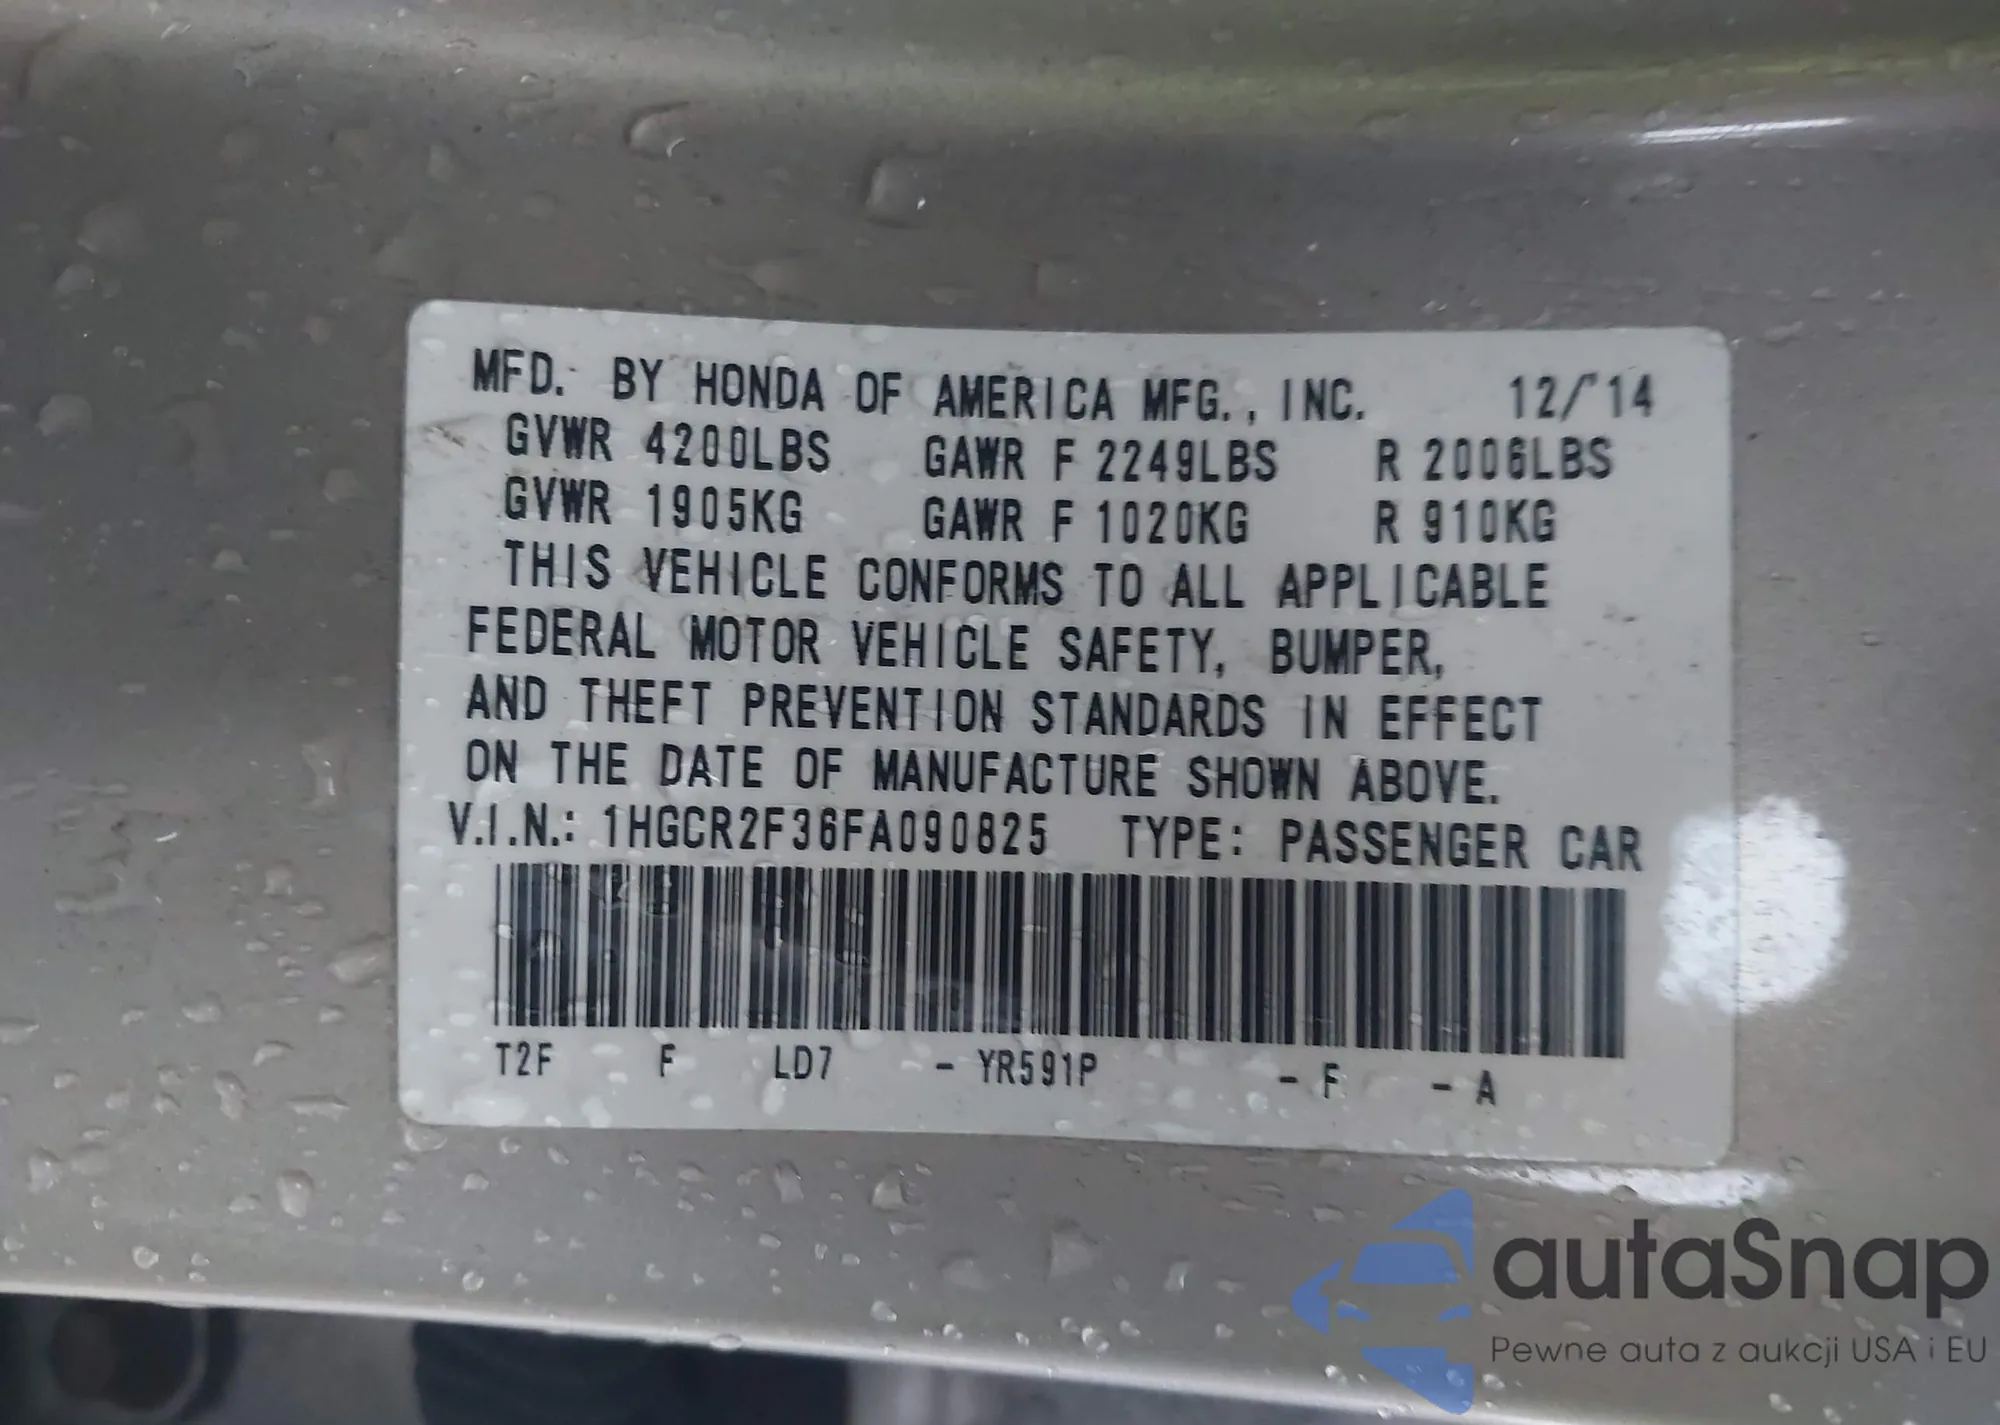 MFD. BY HONDA OF AMERICA MFG., INC. 12/'14
GVWR 4200LBS GAWR F 2249LBS R 2006LBS
GVWR 1905KG GAWR F 1020KG R 910KG
THIS VEHICLE CONFORMS TO ALL APPLICABLE
FEDERAL MOTOR VEHICLE SAFETY, BUMPER,
AND THEFT PREVENTION STANDARDS IN EFFECT
ON THE DATE OF MANUFACTURE SHOWN ABOVE.
V.I.N.: 1HGCR2F36FA090825 TYPE: PASSENGER CAR
T2F F LD7 - YR591P - F - A
autaSnap
Pewne auta z aukcji USA i EU